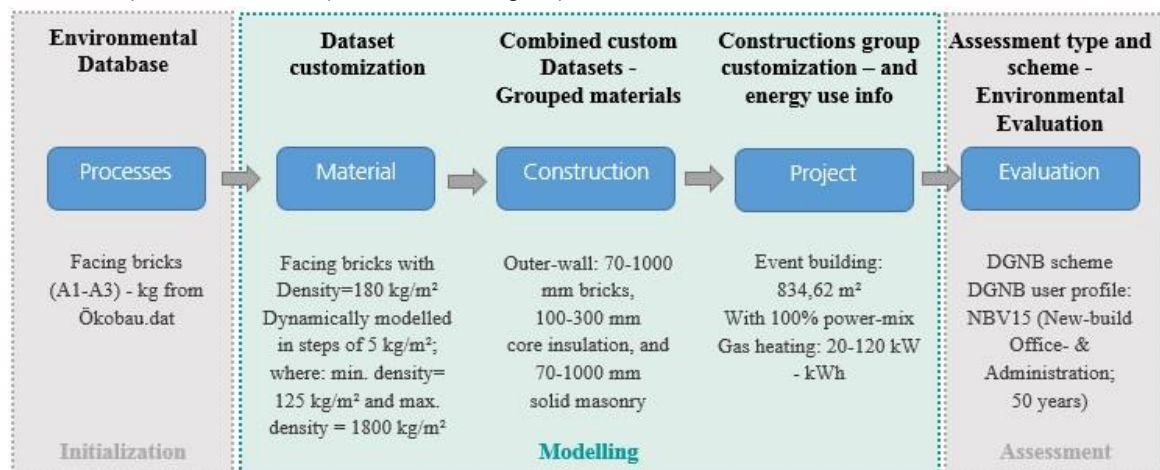 Environmental
Database
Dataset
customization
Combined custom
Datasets -
Grouped materials
Constructions group
customization – and
energy use info
Assessment type and
scheme -
Environmental
Evaluation
Processes
Material
Construction
Project
Evaluation
Facing bricks
(A1-A3) - kg from
Ökobau.dat
Facing bricks with
Density=180 kg/m²
Dynamically modelled
in steps of 5 kg/m²;
where: min. density=
125 kg/m² and max.
density = 1800 kg/m²
Outer-wall: 70-1000
mm bricks,
100-300 mm
core insulation, and
70-1000 mm
solid masonry
Event building:
834,62 m²
With 100% power-mix
Gas heating: 20-120 kW
- kWh
DGNB scheme
DGNB user profile:
NBV15 (New-build
Office- &
Administration;
50 years)
Initialization
Modelling
Assessment